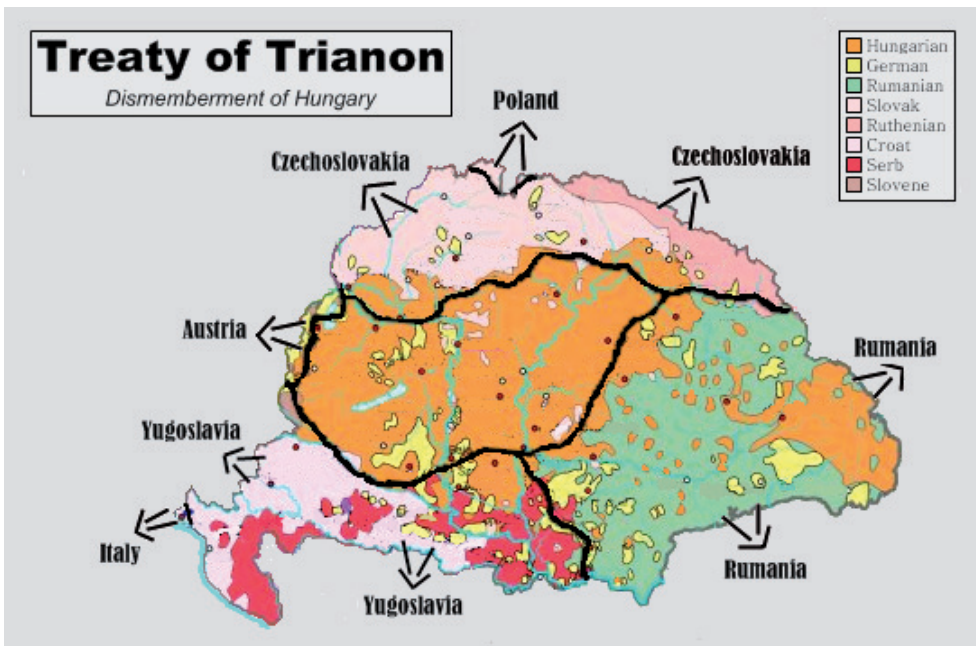 Treaty of Trianon
Dismemberment of Hungary
Hungarian
German
Rumanian
Slovak
Ruthenian
Croat
Serb
Slovene
Poland
Czechoslovakia
Czechoslovakia
Austria
Rumania
Yugoslavia
Italy
Rumania
Yugoslavia